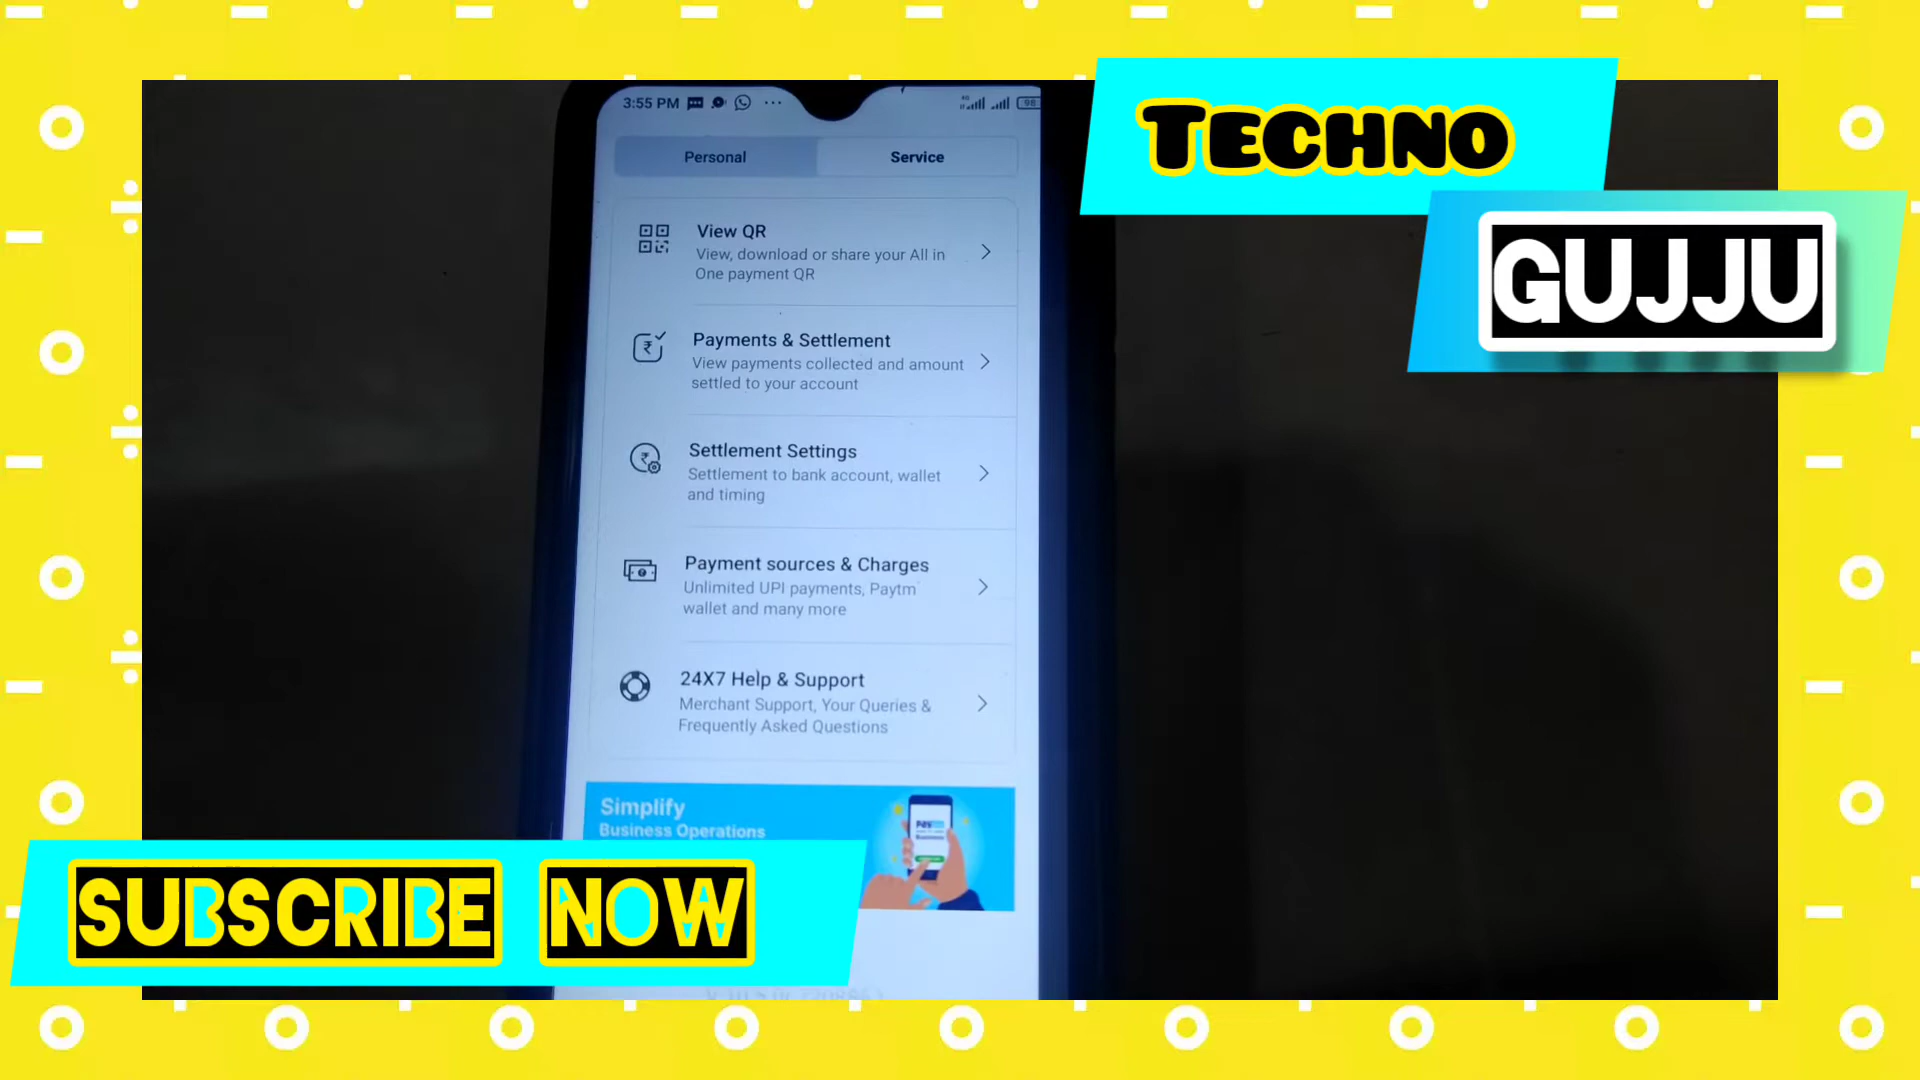 TECHNO
GUJJU
3:55 PM
98
Personal
Service
View QR
View, download or share your All in
One payment QR
Payments & Settlement
View payments collected and amount
settled to your account
Settlement Settings
Settlement to bank account, wallet
and timing
Payment sources & Charges
Unlimited UPI payments, Paytm
wallet and many more
24X7 Help & Support
Merchant Support, Your Queries &
Frequently Asked Questions
Simplify
Business Operations
SUBSCRIBE NOW